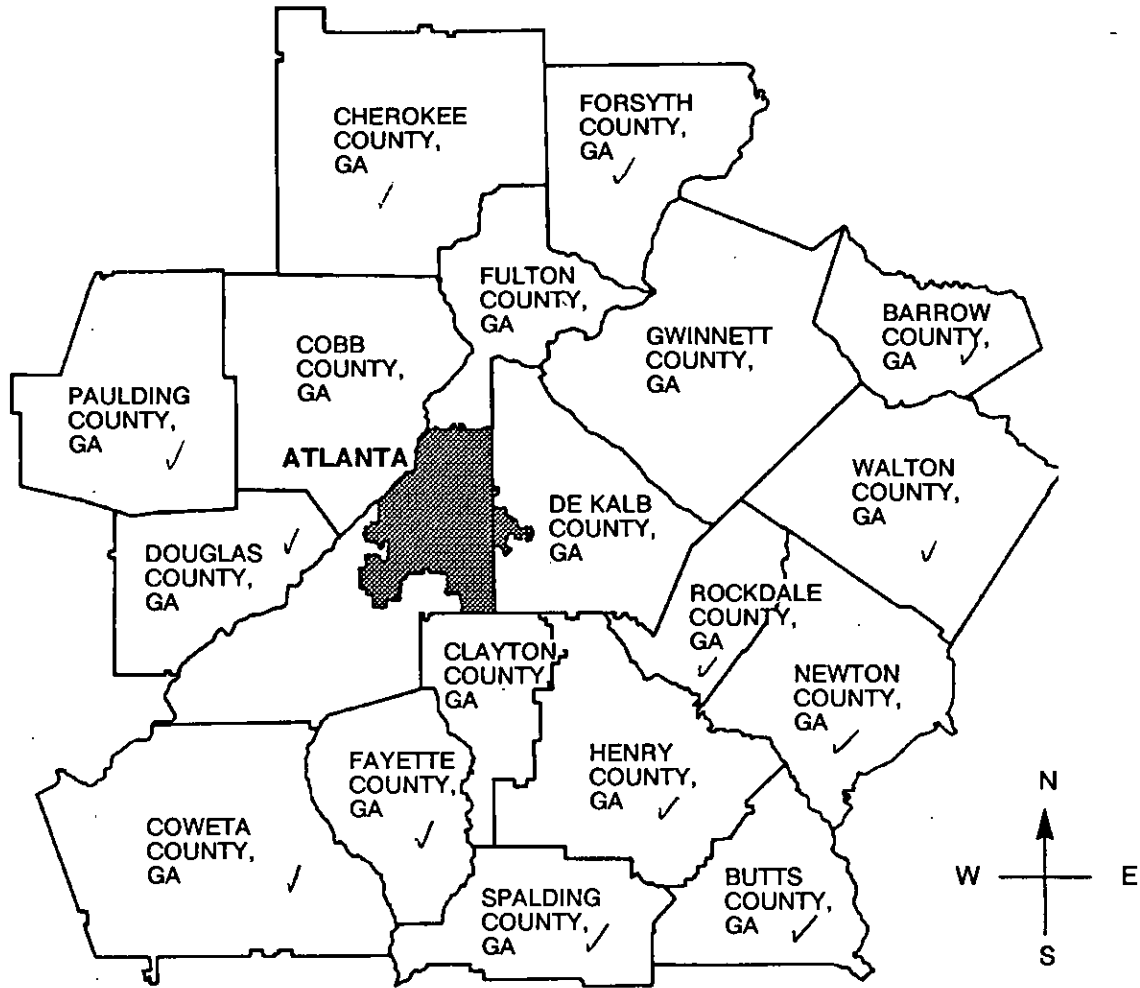 CHEROKEE
COUNTY,
GA
FORSYTH
COUNTY,
GA
FULTON
COUNTY,
GA
BARROW
COUNTY,
GA
GWINNETT
COUNTY,
GA
COBB
COUNTY,
GA
PAULDING
COUNTY,
GA
ATLANTA
WALTON
COUNTY,
GA
DE KALB
COUNTY,
GA
DOUGLAS
COUNTY,
GA
ROCKDALE
COUNTY,
GA
CLAYTON
COUNTY,
GA
NEWTON
COUNTY,
GA
FAYETTE
COUNTY,
GA
HENRY
COUNTY,
GA
COWETA
COUNTY,
GA
SPALDING
COUNTY,
GA
BUTTS
COUNTY,
GA
N
W E
S